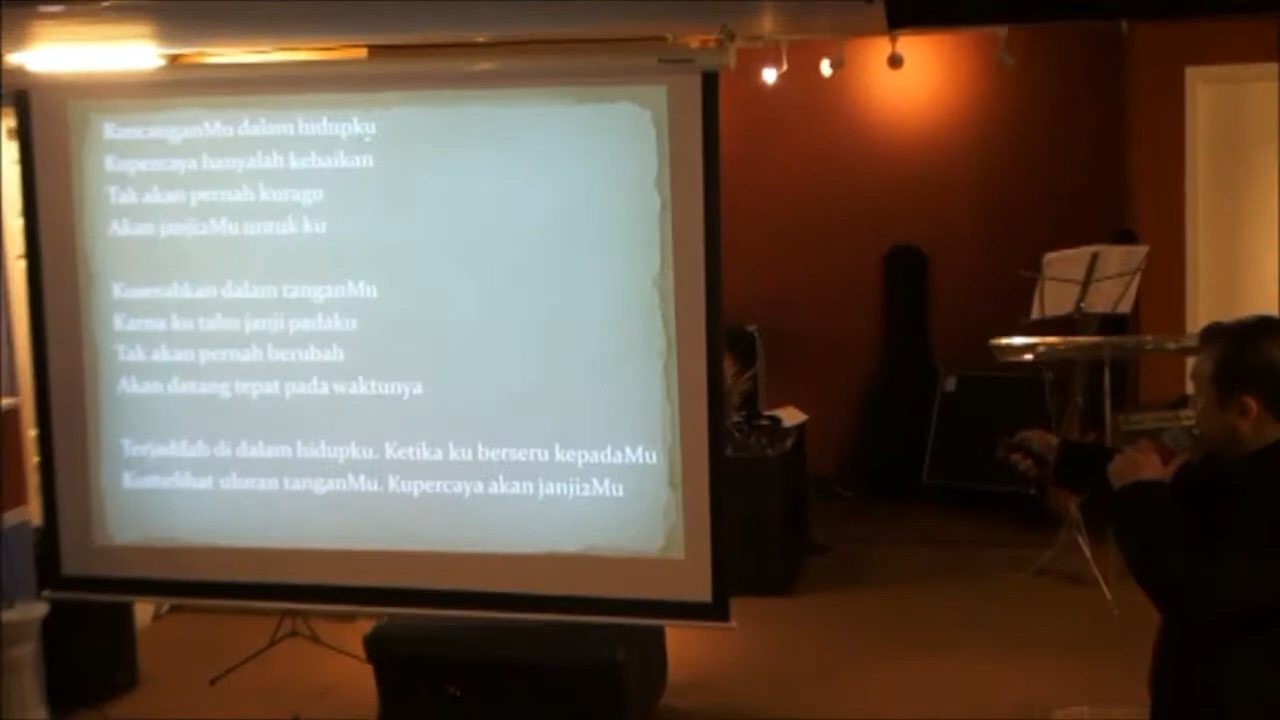 RancanganMu dalam hidupku
Kupercaya hanyalah kebaikan
Tak akan pernah kuragu
Akan janji2Mu untuk ku
Kuserahkan dalam tanganMu
Karna ku tahu janji padaku
Tak akan pernah berubah
Akan datang tepat pada waktunya
Terjadilah di dalam hidupku. Ketika ku berseru kepadaMu
Kumelihat uluran tanganMu. Kupercaya akan janji2Mu